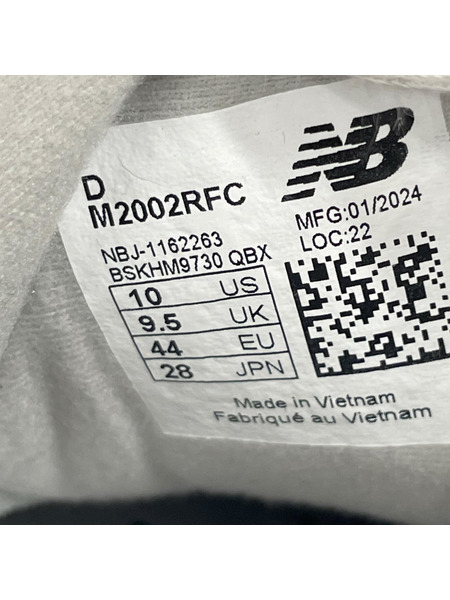 D
M2002RFC
NB
MFG:01/2024
LOC:22
NBJ-1162263
BSKHM9730 QBX
10 US
9.5 UK
44 EU
28 JPN
Made in Vietnam
Fabriqué au Vietnam